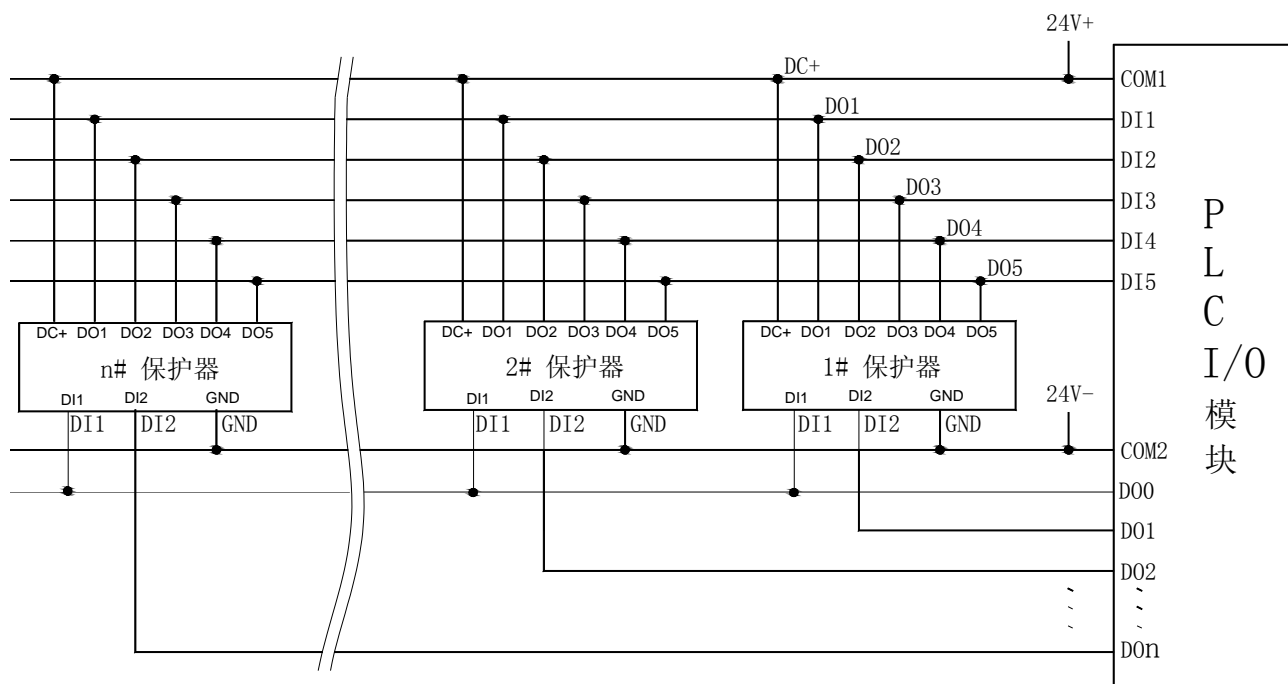 24V+
DC+
COM1
DO1
DI1
DO2
DI2
DO3
DI3
DO4
DI4
DO5
DI5
DC+ DO1 DO2 DO3 DO4 DO5
DC+ DO1 DO2 DO3 DO4 DO5
DC+ DO1 DO2 DO3 DO4 DO5
n# 保护器
2# 保护器
1# 保护器
DI1 DI2 GND
DI1 DI2 GND
DI1 DI2 GND
DI1 DI2 GND
DI1 DI2 GND
DI1 DI2 GND
24V-
COM2
DO0
DO1
DO2
DOn
P
L
C
I/O
模
块